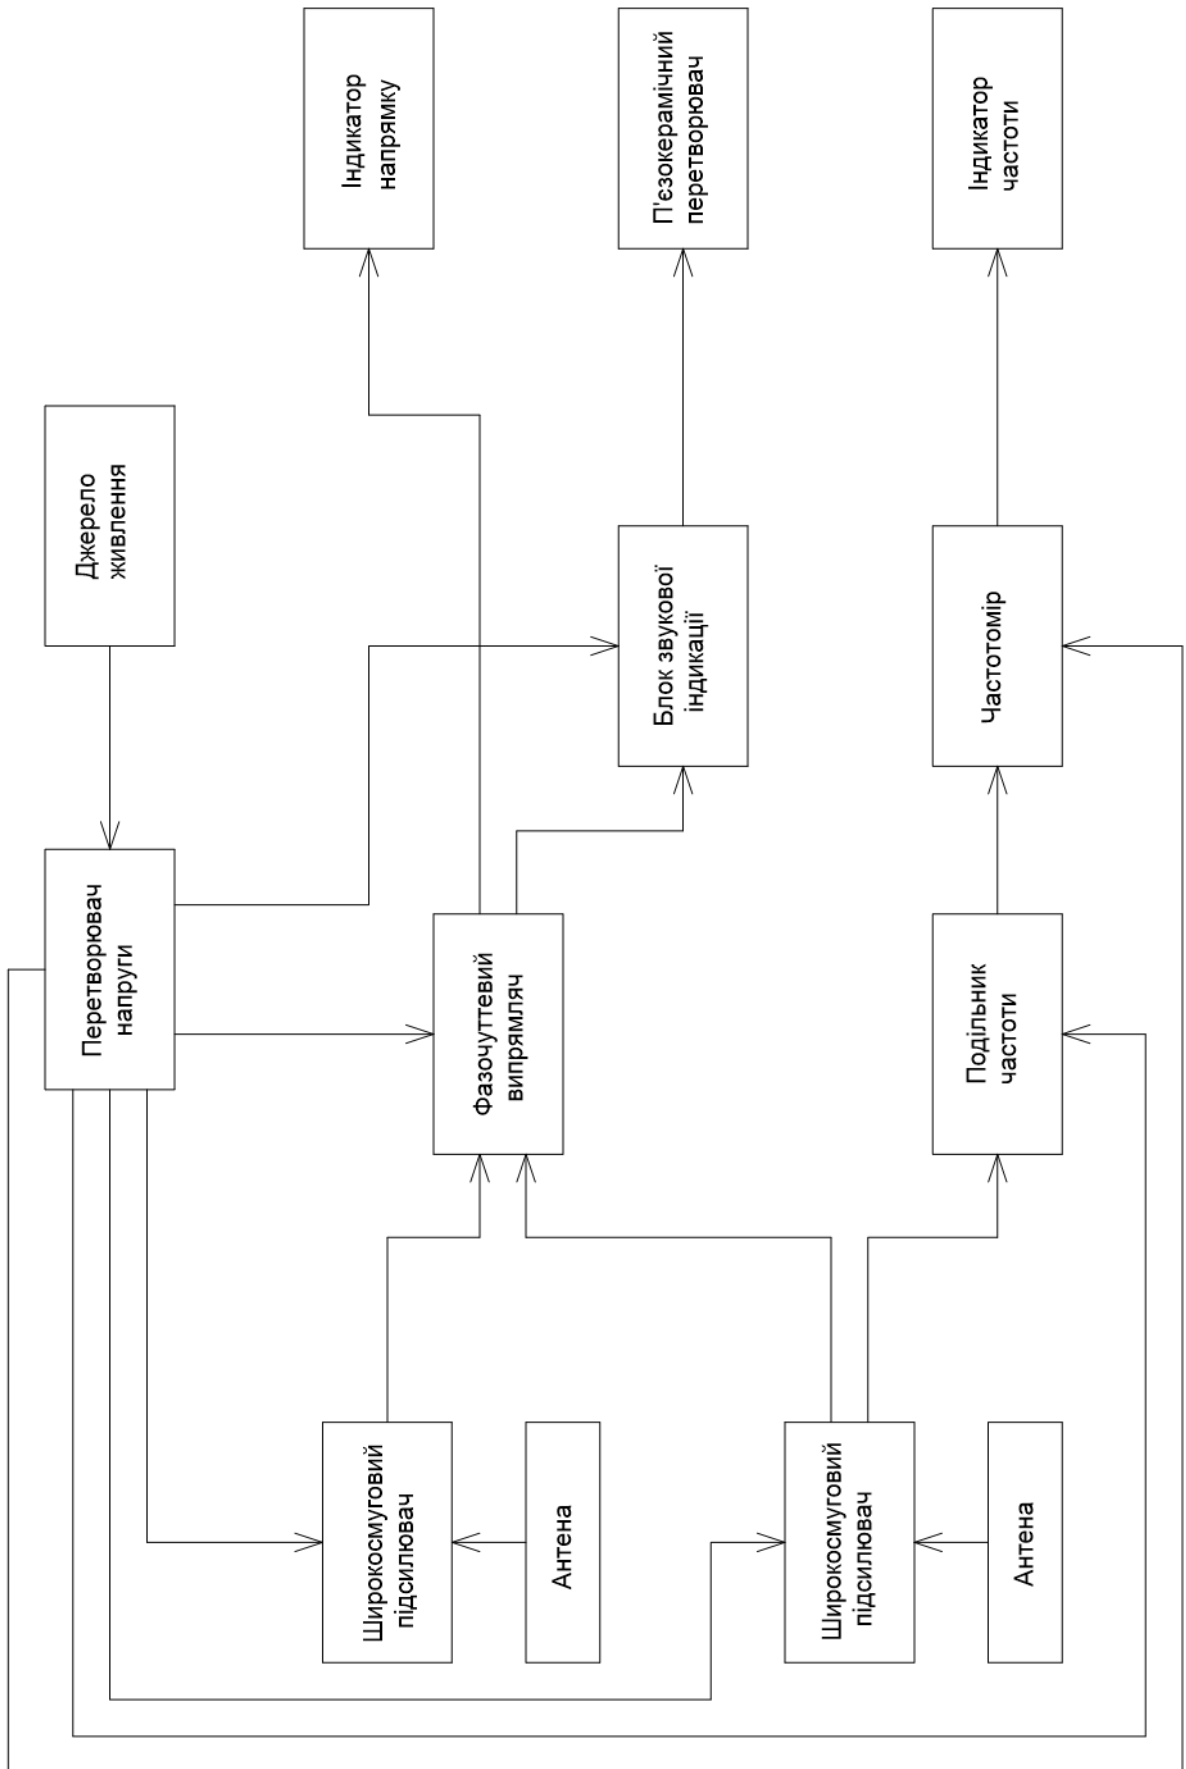 Перетворювач
напруги
Джерело
живлення
Широкосмуговий
підсилювач
Індикатор
напрямку
Фазочуттевий
випрямляч
Антена
Блок звукової
індикації
П'єзокерамічний
перетворювач
Широкосмуговий
підсилювач
Подільник
частоти
Частотомір
Індикатор
частоти
Антена